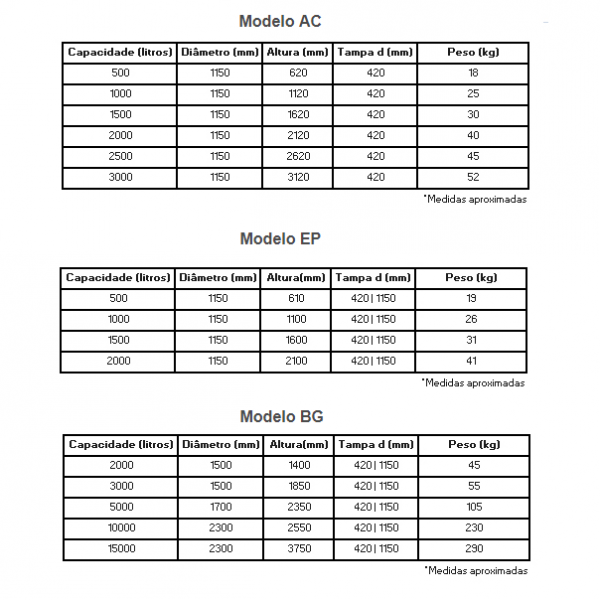 Modelo AC
Capacidade (litros) Diâmetro (mm) Altura (mm) Tampa d (mm) Peso (kg)
500 1150 620 420 18
1000 1150 1120 420 25
1500 1150 1620 420 30
2000 1150 2120 420 40
2500 1150 2620 420 45
3000 1150 3120 420 52
*Medidas aproximadas
Modelo EP
Capacidade (litros) Diâmetro (mm) Altura(mm) Tampa d (mm) Peso (kg)
500 1150 610 420 | 1150 19
1000 1150 1100 420 | 1150 26
1500 1150 1600 420 | 1150 31
2000 1150 2100 420 | 1150 41
*Medidas aproximadas
Modelo BG
Capacidade (litros) Diâmetro (mm) Altura(mm) Tampa d (mm) Peso (kg)
2000 1500 1400 420 | 1150 45
3000 1500 1850 420 | 1150 55
5000 1700 2350 420 | 1150 105
10000 2300 2550 420 | 1150 230
15000 2300 3750 420 | 1150 290
*Medidas aproximadas